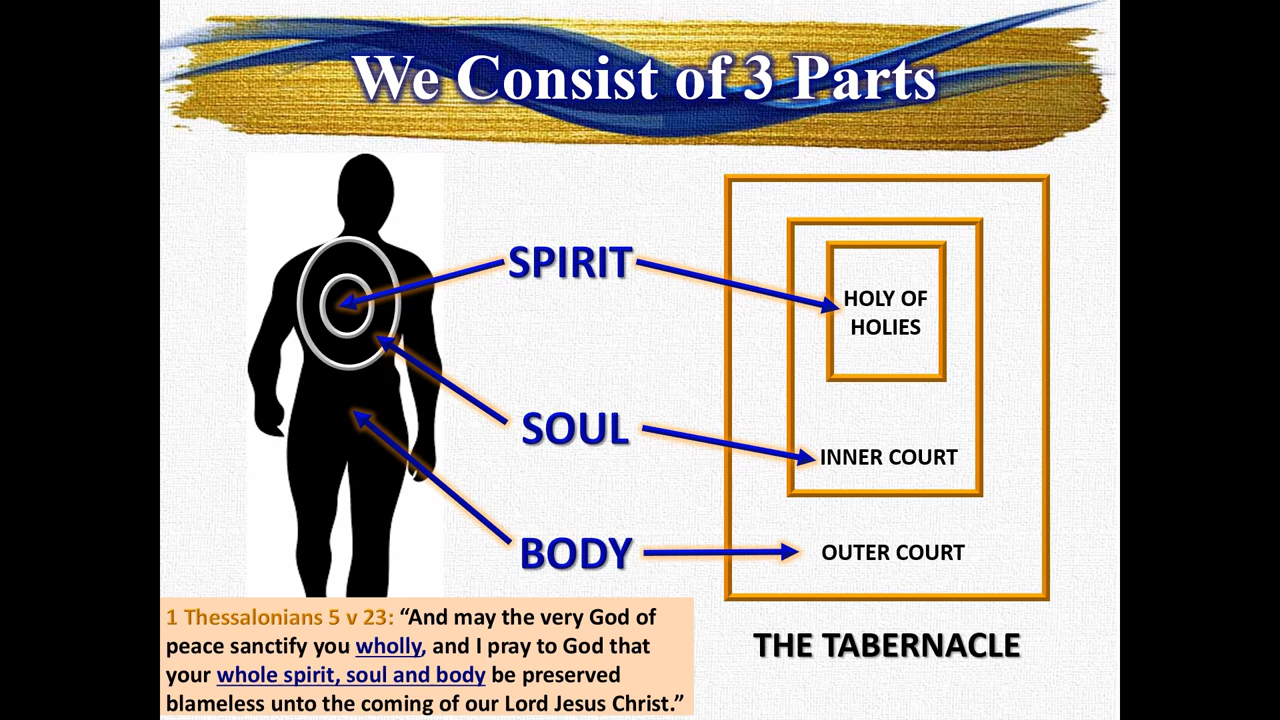 We Consist of 3 Parts
SPIRIT
HOLY OF
HOLIES
SOUL
INNER COURT
BODY
OUTER COURT
1 Thessalonians 5 v 23: “And may the very God of
peace sanctify you wholly, and I pray to God that
your whole spirit, soul and body be preserved
blameless unto the coming of our Lord Jesus Christ.”
THE TABERNACLE